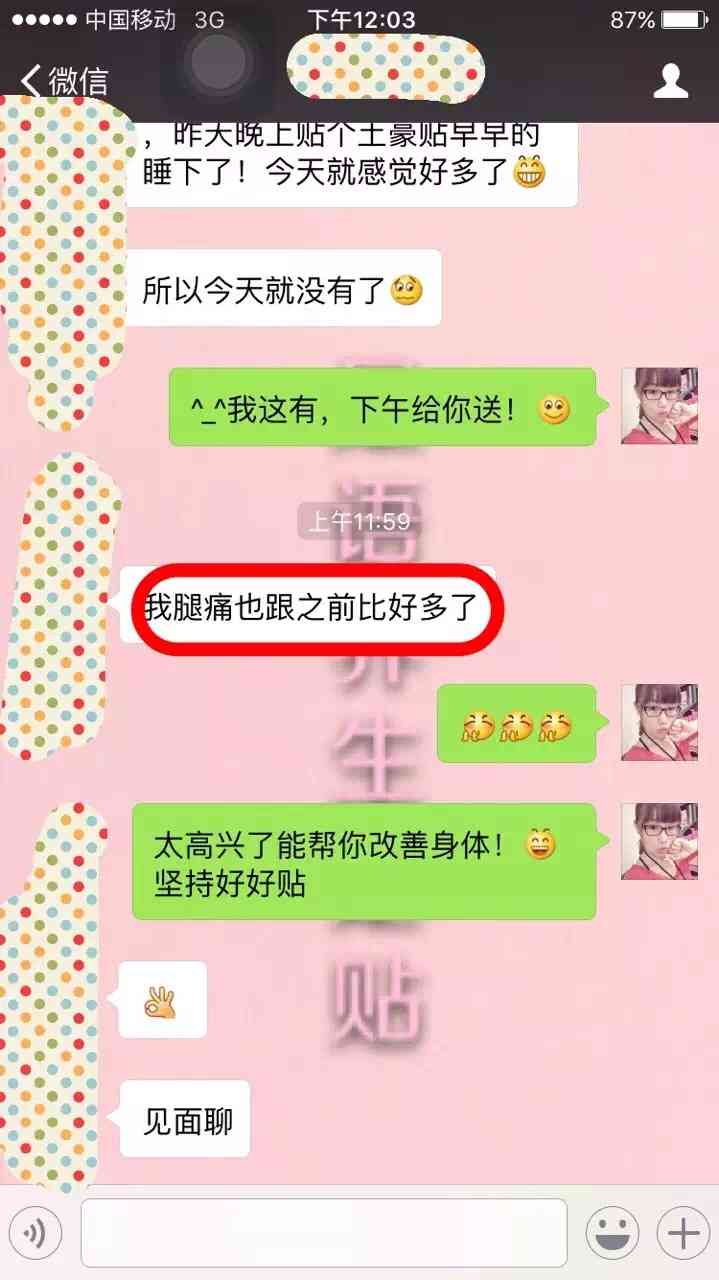 中国移动 3G 下午12:03 87%
微信
，昨天晚上贴个土豪贴早早的
睡下了！今天就感觉好多了
所以今天就没有了
^_^我这有，下午给你送！
上午11:59
我腿痛也跟之前比好多了
太高兴了能帮你改善身体！
坚持好好贴
见面聊
语
养
生
贴